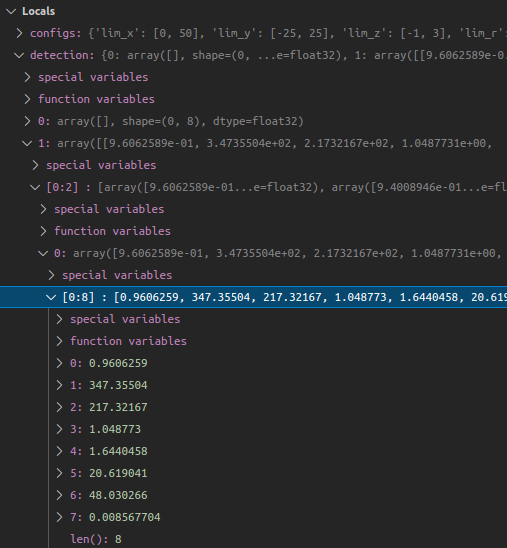 Locals
configs: {'lim_x': [0, 50], 'lim_y': [-25, 25], 'lim_z': [-1, 3], 'lim_r':
detection: {0: array([], shape=(0, ...e=float32), 1: array([[9.6062589e-0
special variables
function variables
0: array([], shape=(0, 8), dtype=float32)
1: array([[9.6062589e-01, 3.4735504e+02, 2.1732167e+02, 1.0487731e+00,
special variables
[0:2] : [array([9.6062589e-01...e=float32), array([9.4008946e-01...e=fl
special variables
function variables
0: array([9.6062589e-01, 3.4735504e+02, 2.1732167e+02, 1.0487731e+00,
special variables
[0:8] : [0.9606259, 347.35504, 217.32167, 1.048773, 1.6440458, 20.619
special variables
function variables
0: 0.9606259
1: 347.35504
2: 217.32167
3: 1.048773
4: 1.6440458
5: 20.619041
6: 48.030266
7: 0.008567704
len(): 8